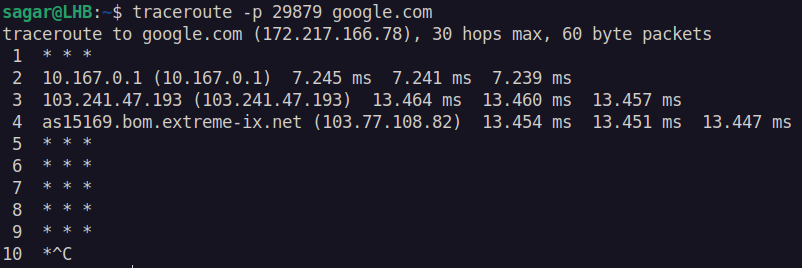 sagar@LHB:~$ traceroute -p 29879 google.com
traceroute to google.com (172.217.166.78), 30 hops max, 60 byte packets
 1  * * *
 2  10.167.0.1 (10.167.0.1)  7.245 ms  7.241 ms  7.239 ms
 3  103.241.47.193 (103.241.47.193)  13.464 ms  13.460 ms  13.457 ms
 4  as15169.bom.extreme-ix.net (103.77.108.82)  13.454 ms  13.451 ms  13.447 ms
 5  * * *
 6  * * *
 7  * * *
 8  * * *
 9  * * *
10  *^C